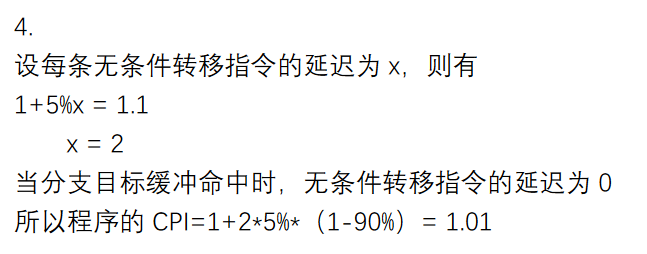 4.
设每条无条件转移指令的延迟为 x，则有
1+5%x = 1.1
x = 2
当分支目标缓冲命中时，无条件转移指令的延迟为 0
所以程序的 CPI=1+2*5%*（1-90%）= 1.01